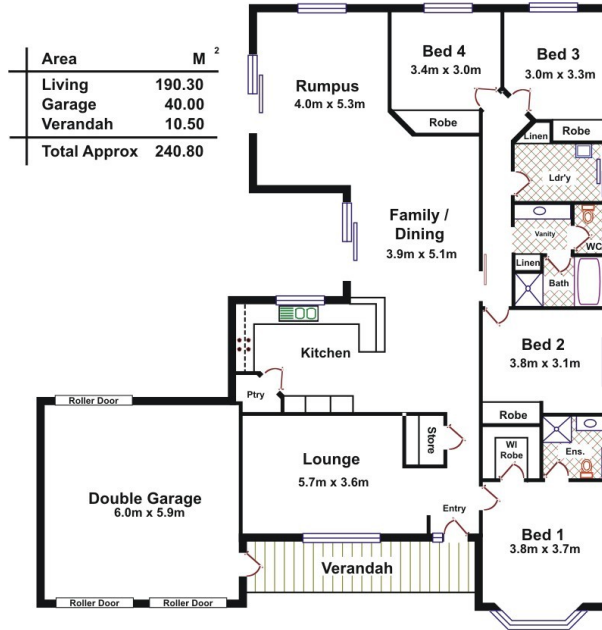 Area M 2
Living 190.30
Garage 40.00
Verandah 10.50
Total Approx 240.80
Rumpus
4.0m x 5.3m
Bed 4
3.4m x 3.0m
Bed 3
3.0m x 3.3m
Robe
Linen
Robe
Ldr'y
Family /
Dining
3.9m x 5.1m
Vanity
WC
Linen
Bath
Kitchen
Bed 2
3.8m x 3.1m
Ptry
Roller Door
Robe
Store
WI
Robe
Ens.
Lounge
5.7m x 3.6m
Double Garage
6.0m x 5.9m
Entry
Bed 1
3.8m x 3.7m
Verandah
Roller Door
Roller Door